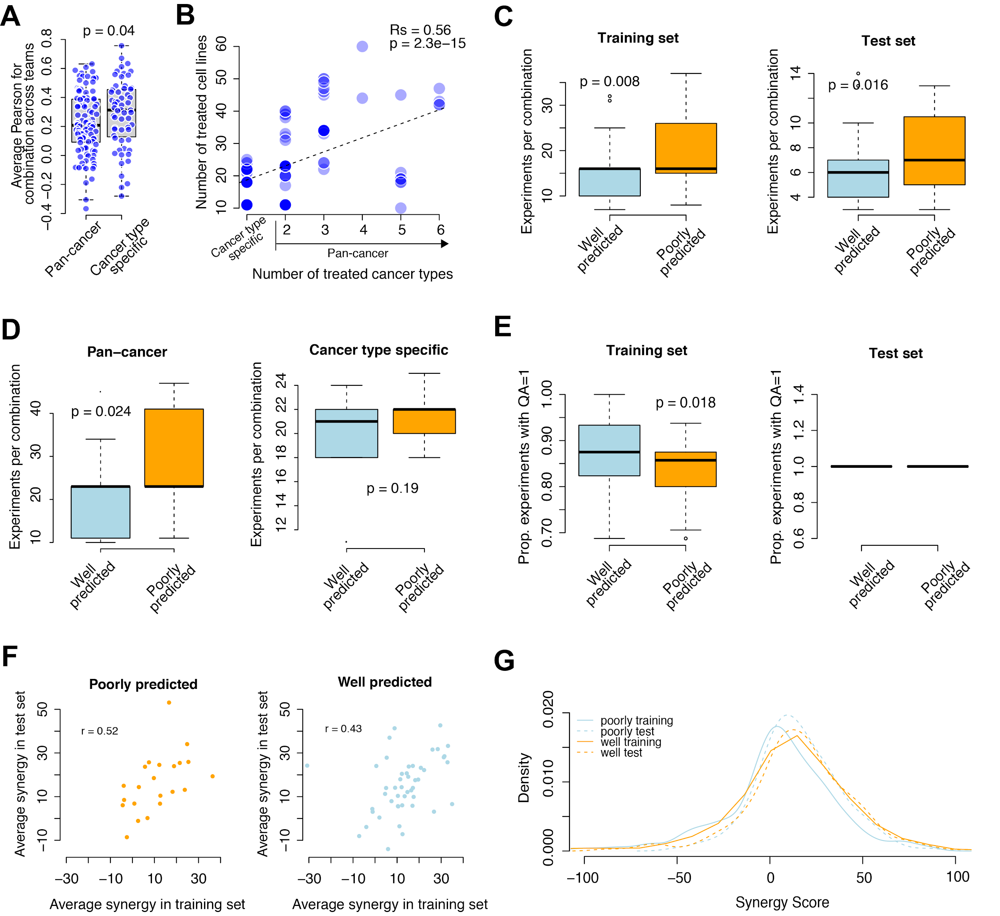 A
p = 0.04
Average Pearson for
combination across teams
−0.4 −0.2 0.0 0.2 0.4 0.6 0.8
Pan-cancer
Cancer type
specific
B
Rs = 0.56
p = 2.3e−15
Number of treated cell lines
10 20 30 40 50 60
Cancer type
specific
2 3 4 5 6
Pan-cancer
Number of treated cancer types
C
Training set
Experiments per combination
p = 0.008
10 20 30
Well
predicted
Poorly
predicted
Test set
Experiments per combination
p = 0.016
4 6 8 10 14
Well
predicted
Poorly
predicted
D
Pan−cancer
Experiments per combination
p = 0.024
10 20 30 40
Well
predicted
Poorly
predicted
Cancer type specific
Experiments per combination
12 14 16 18 20 22 24
p = 0.19
Well
predicted
Poorly
predicted
E
Training set
Prop. experiments with QA=1
p = 0.018
0.70 0.80 0.90 1.00
Well
predicted
Poorly
predicted
Test set
Prop. experiments with QA=1
0.6 0.8 1.0 1.2 1.4
Well
predicted
Poorly
predicted
F
Poorly predicted
Average synergy in test set
r = 0.52
−10 10 30 50
−30 −10 10 30
Average synergy in training set
Well predicted
Average synergy in test set
r = 0.43
−10 10 30 50
−30 −10 10 30
Average synergy in training set
G
Density
0.000 0.010 0.020
poorly training
poorly test
well training
well test
−100 −50 0 50 100
Synergy Score